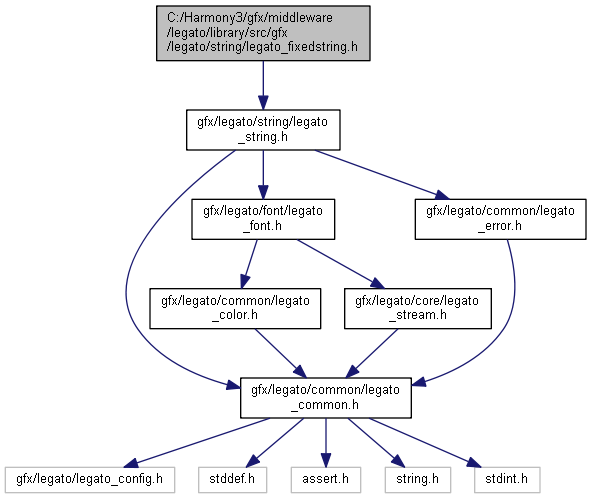 C:/Harmony3/gfx/middleware
/legato/library/src/gfx
/legato/string/legato_fixedstring.h
gfx/legato/string/legato
_string.h
gfx/legato/font/legato
_font.h
gfx/legato/common/legato
_error.h
gfx/legato/common/legato
_color.h
gfx/legato/core/legato
_stream.h
gfx/legato/common/legato
_common.h
gfx/legato/legato_config.h
stddef.h
assert.h
string.h
stdint.h